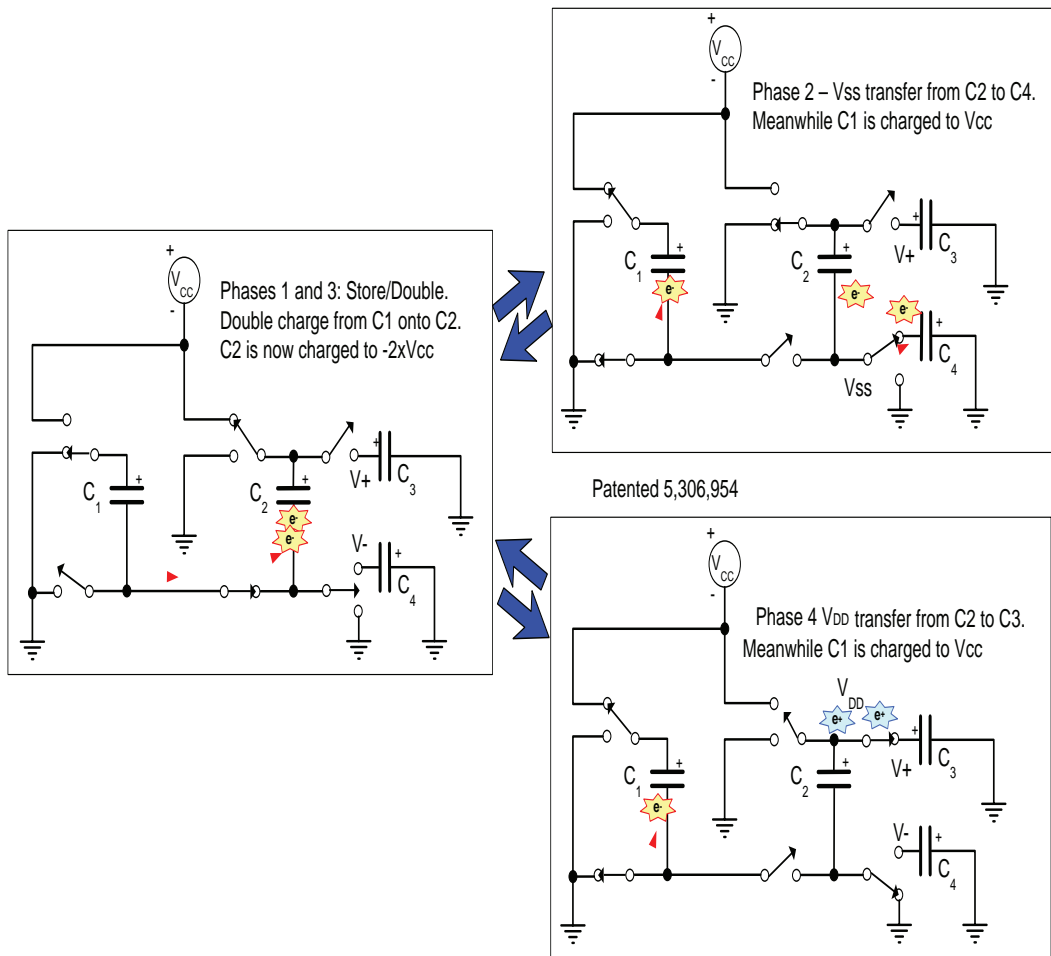 +
VCC
-
Phases 1 and 3: Store/Double.
Double charge from C1 onto C2.
C2 is now charged to -2xVcc
+
C1
+
C2
e-
e-
+
V+
C3
V-
+
C4
+
VCC
-
Phase 2 – Vss transfer from C2 to C4.
Meanwhile C1 is charged to Vcc
+
C1
e-
+
C2
e-
+
V+
C3
e-
+
C4
Vss
Patented 5,306,954
+
VCC
-
Phase 4 VDD transfer from C2 to C3.
Meanwhile C1 is charged to Vcc
VDD
e+
e+
+
C1
e-
+
C2
+
V+
C3
V-
+
C4